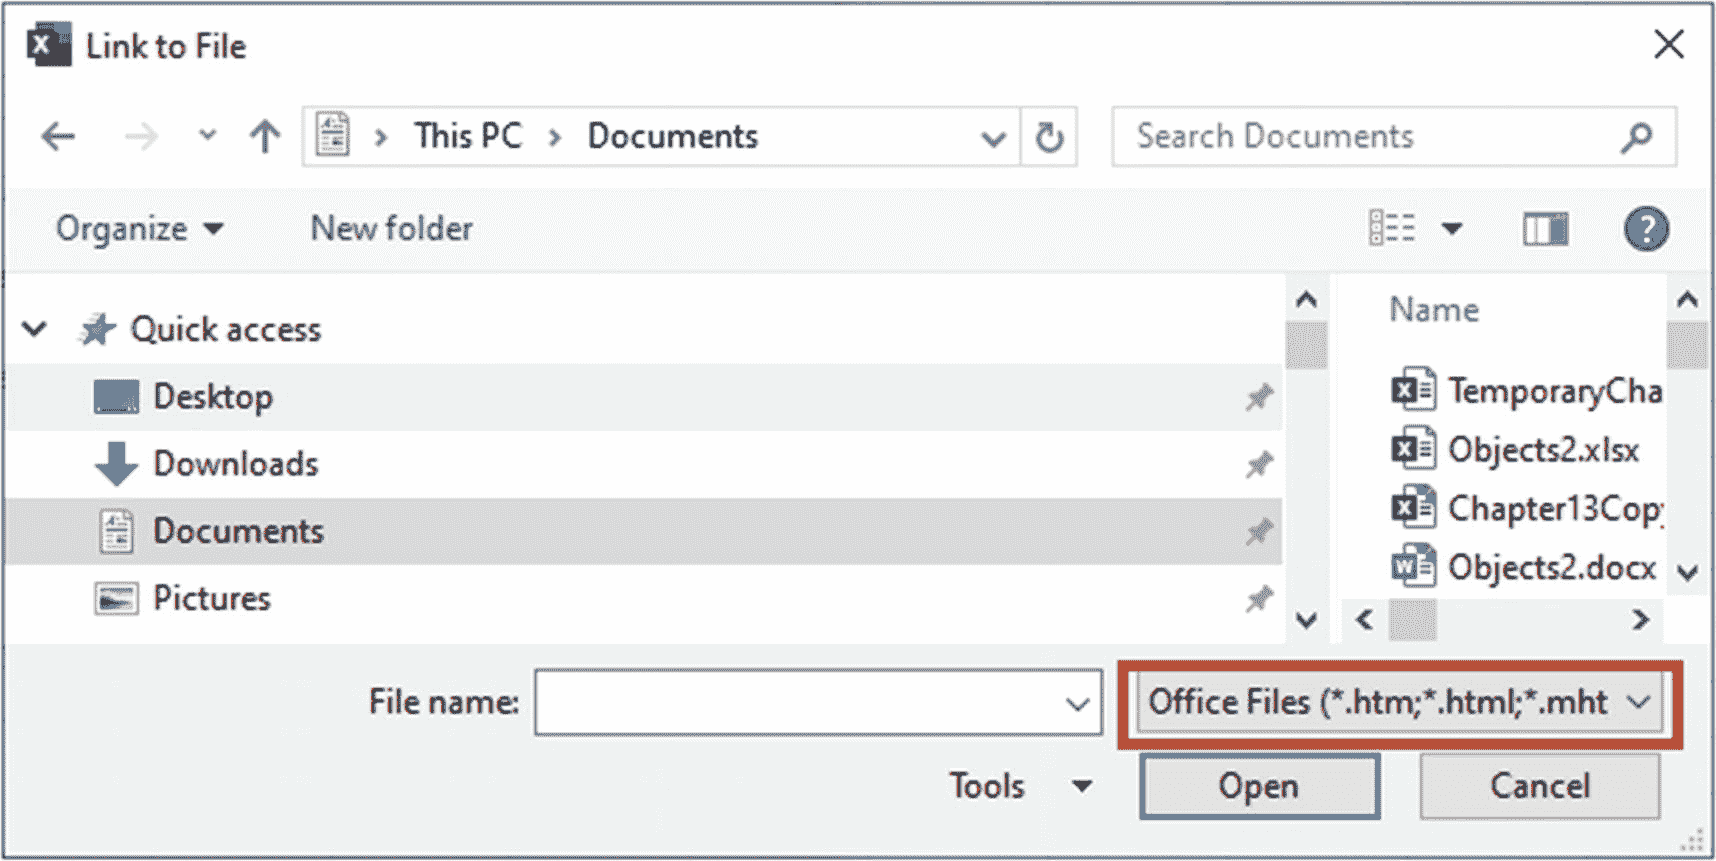 Link to File
This PC > Documents
Search Documents
Organize
New folder
Quick access
Desktop
Downloads
Documents
Pictures
Name
TemporaryCha
Objects2.xlsx
Chapter13Copy
Objects2.docx
File name:
Office Files (*.htm;*.html;*.mht
Tools
Open
Cancel